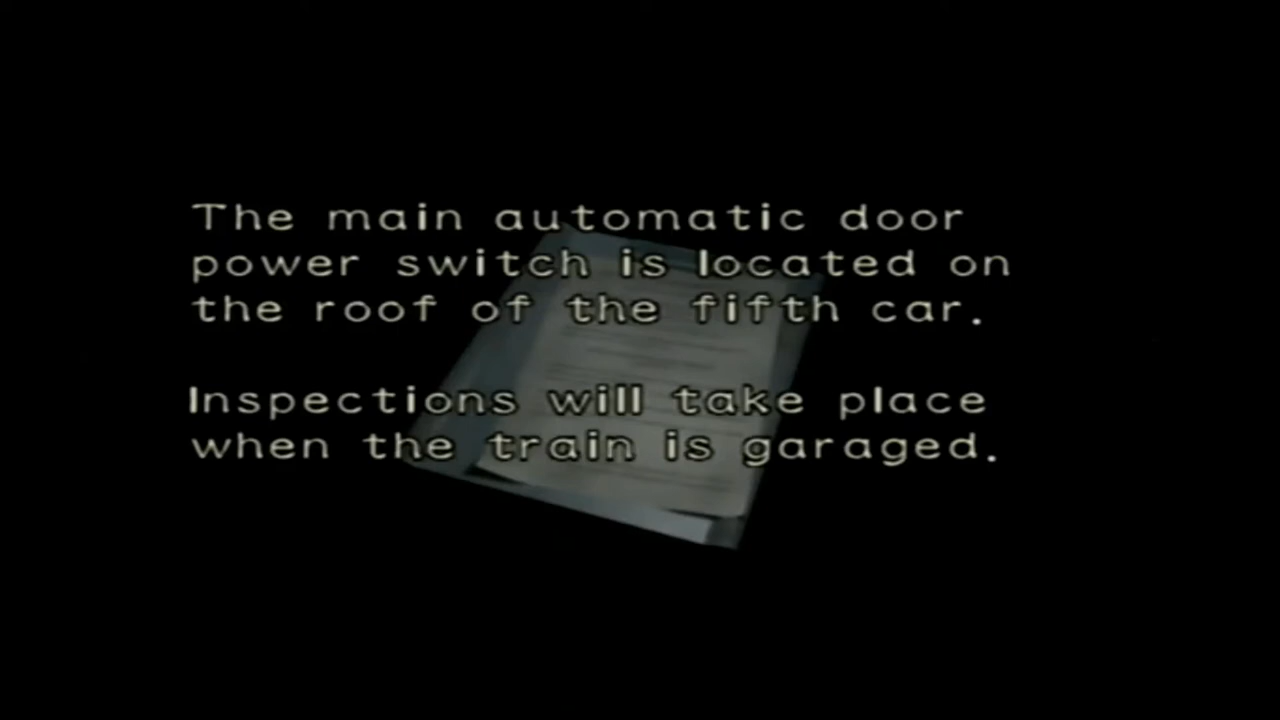 The main automatic door
power switch is located on
the roof of the fifth car.
Inspections will take place
when the train is garaged.